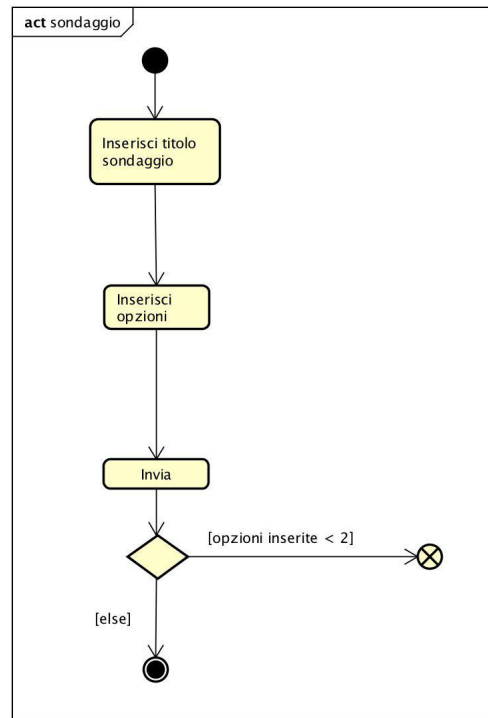 act sondaggio
Inserisci titolo
sondaggio
Inserisci
opzioni
Invia
[opzioni inserite < 2]
[else]